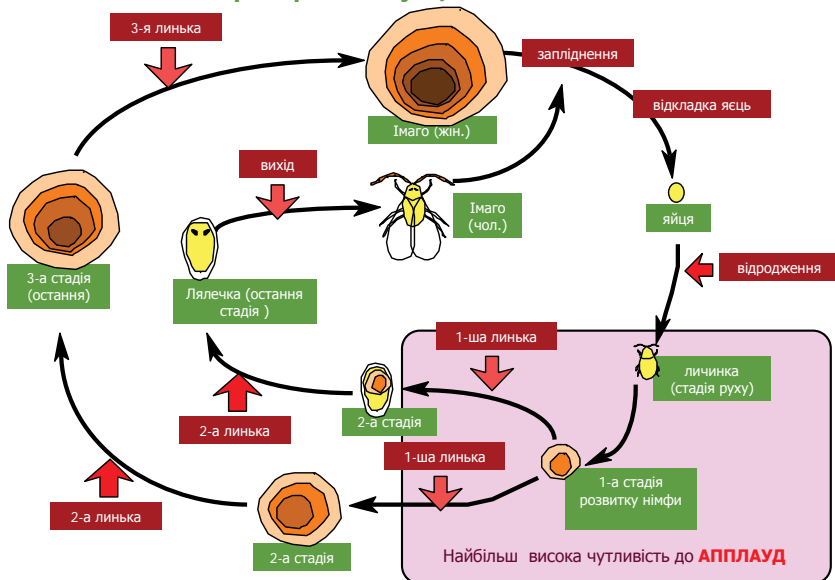 3-я линька
запліднення
відкладка яєць
Імаго (жін.)
вихід
Імаго
(чол.)
яйця
3-а стадія
(остання)
Лялечка (остання
стадія )
відродження
1-ша линька
личинка
(стадія руху)
2-а линька
2-а стадія
1-ша линька
1-а стадія
розвитку німфи
2-а линька
2-а стадія
Найбільш висока чутливість до АППЛАУД